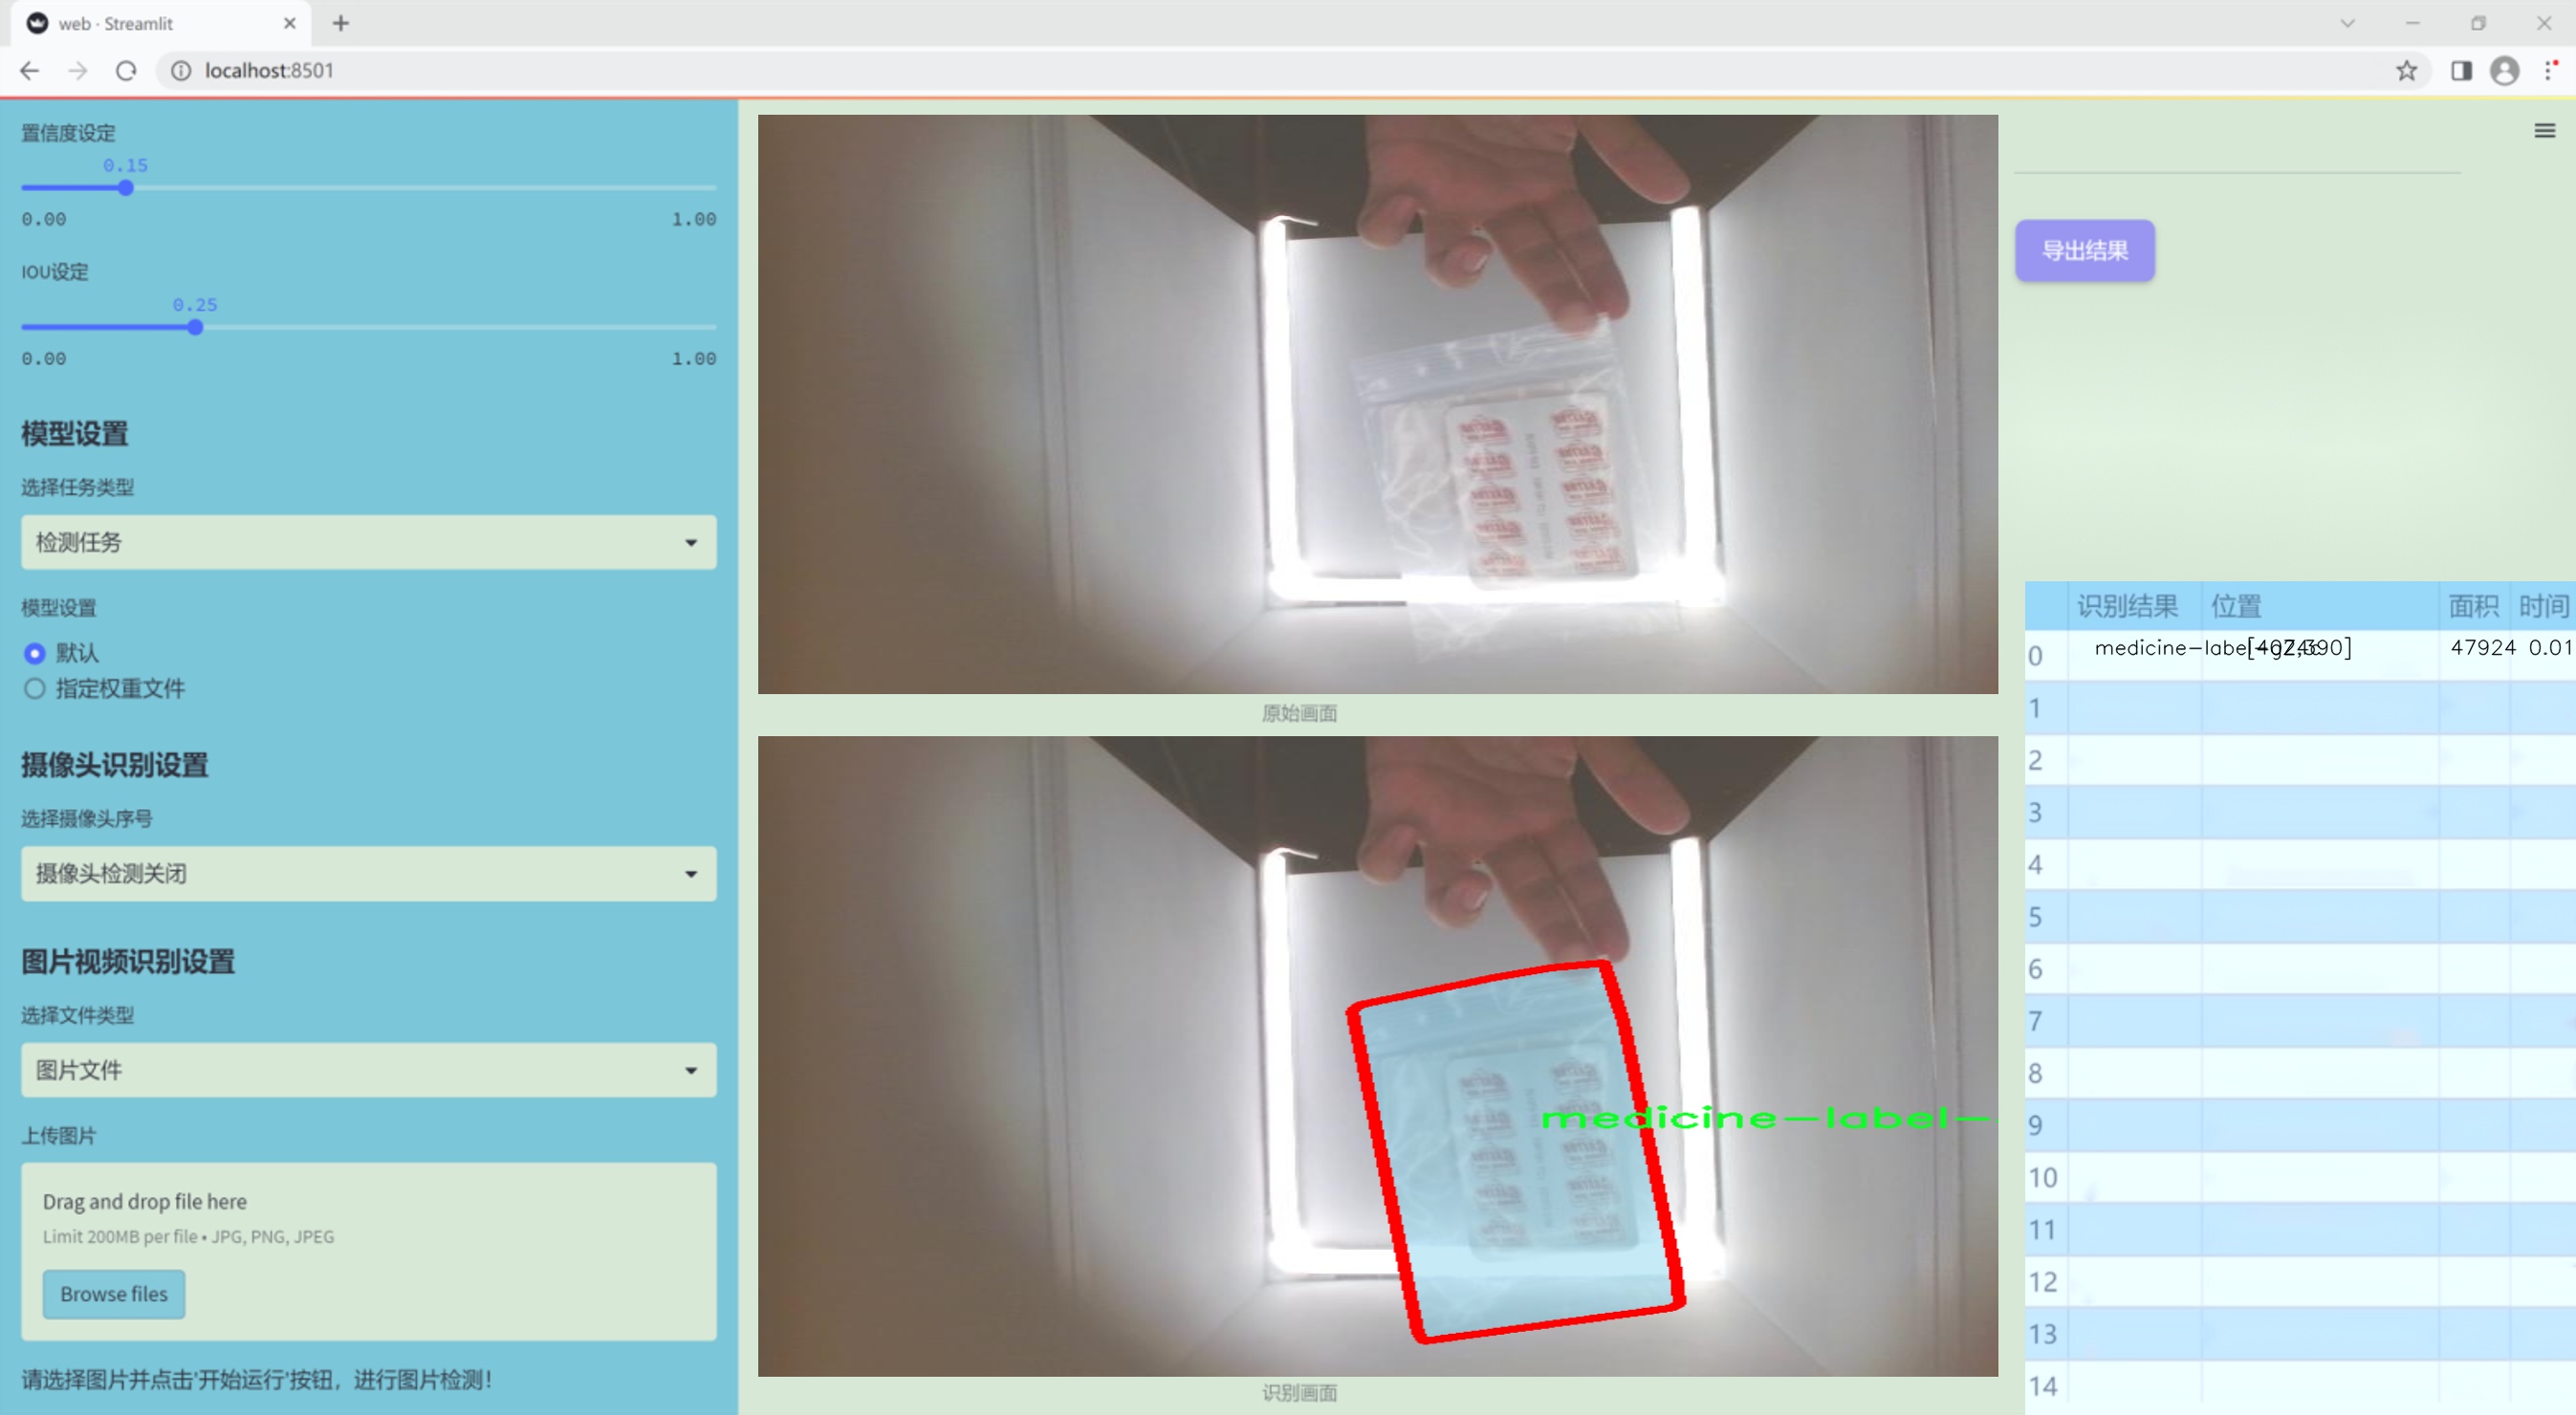 web · Streamlit
localhost:8501
置信度设定
0.15
0.00 1.00
IOU设定
0.25
0.00 1.00
模型设置
选择任务类型
检测任务
模型设置
默认
指定权重文件
摄像头识别设置
选择摄像头序号
摄像头检测关闭
图片视频识别设置
选择文件类型
图片文件
上传图片
Drag and drop file here
Limit 200MB per file • JPG, PNG, JPEG
Browse files
请选择图片并点击'开始运行'按钮，进行图片检测！
原始画面
medicine-label-
识别画面
导出结果
识别结果 位置 面积 时间
0 47924 0.01
1
2
3
4
5
6
7
8
9
10
11
12
13
14